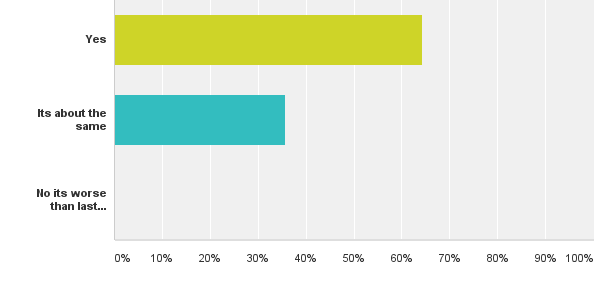 Yes
Its about the
same
No its worse
than last...
0% 10% 20% 30% 40% 50% 60% 70% 80% 90% 100%